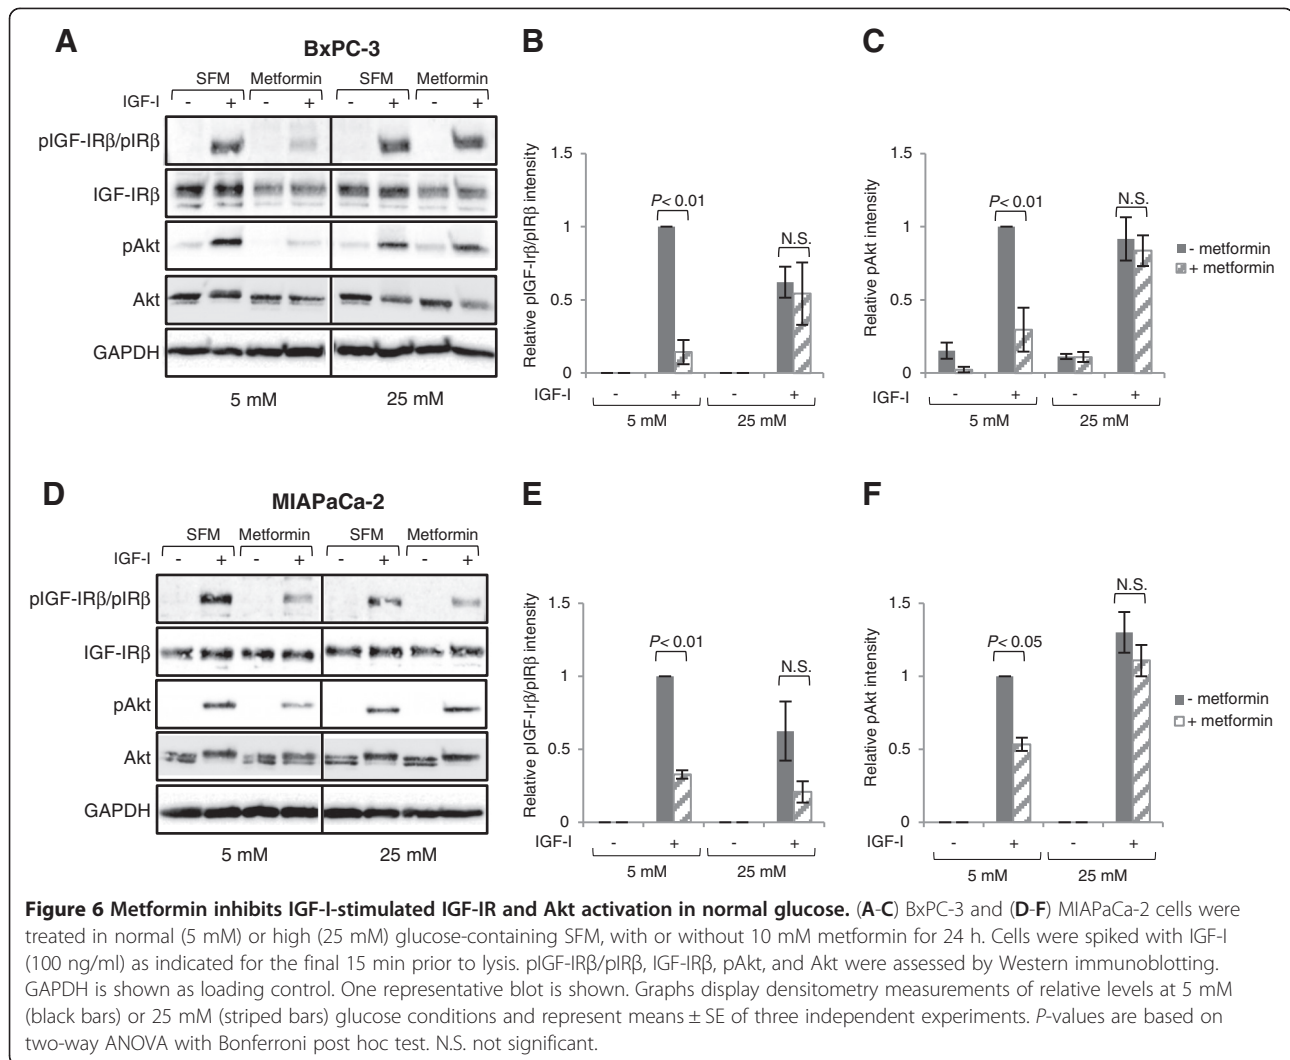 A
BxPC-3
SFM Metformin SFM Metformin
IGF-I - + - + - + - +
pIGF-IRβ/pIRβ
IGF-IRβ
pAkt
Akt
GAPDH
5 mM 25 mM
B
Relative pIGF-Irβ/pIRβ intensity
1.5
1
0.5
0
P< 0.01
N.S.
IGF-I - + - +
5 mM 25 mM
C
Relative pAkt intensity
1.5
1
0.5
0
P< 0.01
N.S.
- metformin
+ metformin
IGF-I - + - +
5 mM 25 mM
D
MIAPaCa-2
SFM Metformin SFM Metformin
IGF-I - + - + - + - +
pIGF-IRβ/pIRβ
IGF-IRβ
pAkt
Akt
GAPDH
5 mM 25 mM
E
Relative pIGF-Irβ/pIRβ intensity
1.5
1
0.5
0
P< 0.01
N.S.
IGF-I - + - +
5 mM 25 mM
F
Relative pAkt intensity
1.5
1
0.5
0
P< 0.05
N.S.
- metformin
+ metformin
IGF-I - + - +
5 mM 25 mM
Figure 6 Metformin inhibits IGF-I-stimulated IGF-IR and Akt activation in normal glucose. (A-C) BxPC-3 and (D-F) MIAPaCa-2 cells were
treated in normal (5 mM) or high (25 mM) glucose-containing SFM, with or without 10 mM metformin for 24 h. Cells were spiked with IGF-I
(100 ng/ml) as indicated for the final 15 min prior to lysis. pIGF-IRβ/pIRβ, IGF-IRβ, pAkt, and Akt were assessed by Western immunoblotting.
GAPDH is shown as loading control. One representative blot is shown. Graphs display densitometry measurements of relative levels at 5 mM
(black bars) or 25 mM (striped bars) glucose conditions and represent means ± SE of three independent experiments. P-values are based on
two-way ANOVA with Bonferroni post hoc test. N.S. not significant.